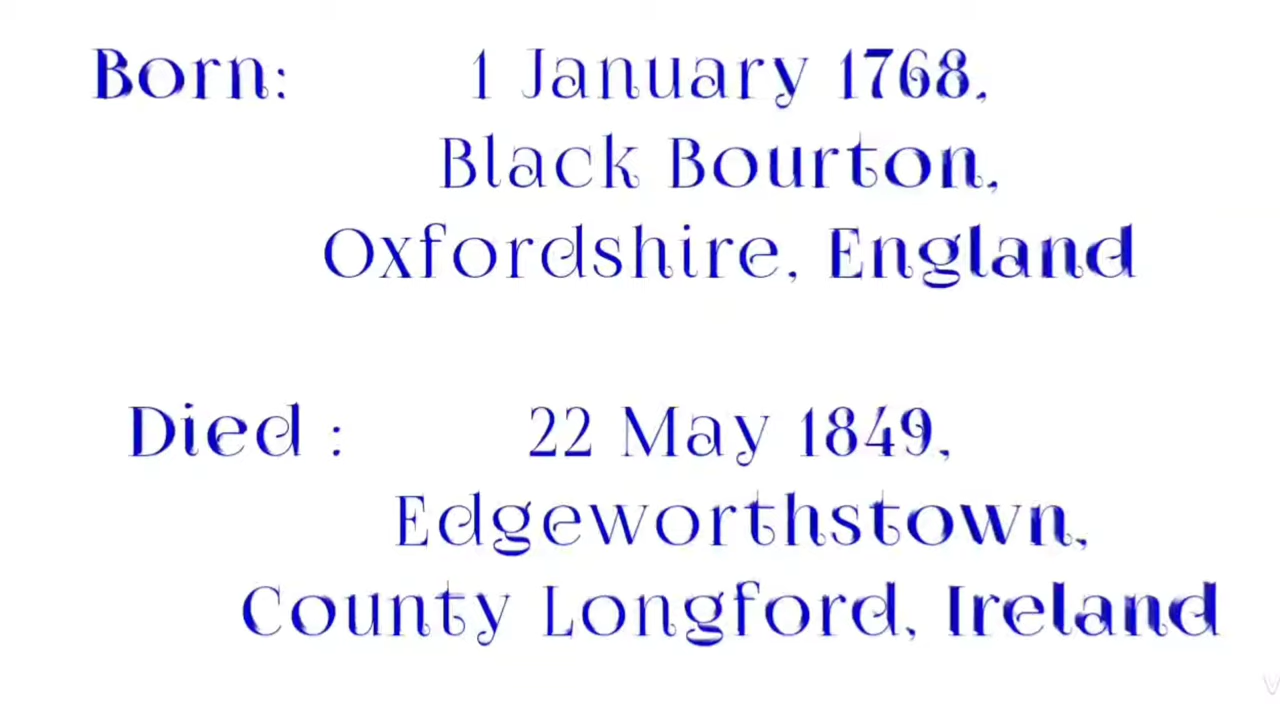 Born: 1 January 1768,
Black Bourton,
Oxfordshire, England
Died : 22 May 1849,
Edgeworthstown,
County Longford, Ireland